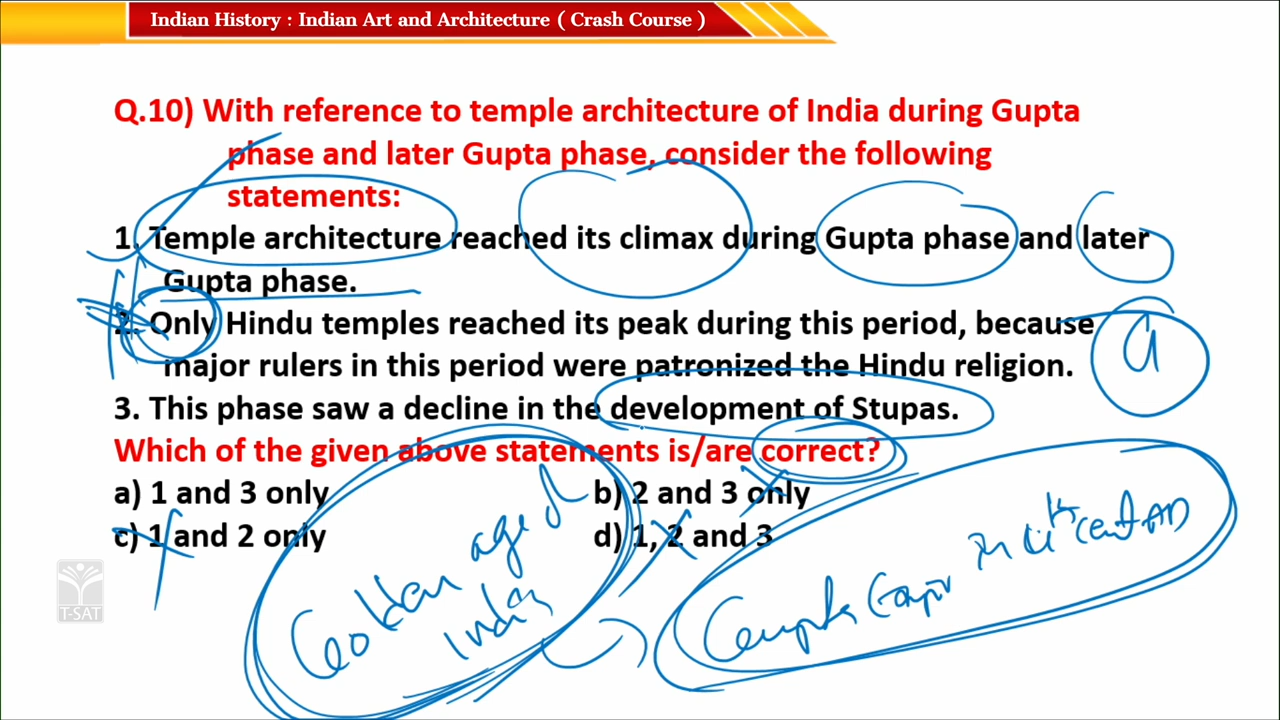 Indian History : Indian Art and Architecture ( Crash Course )
Q.10) With reference to temple architecture of India during Gupta
phase and later Gupta phase, consider the following
statements:
1. Temple architecture reached its climax during Gupta phase and later
Gupta phase.
2. Only Hindu temples reached its peak during this period, because
major rulers in this period were patronized the Hindu religion.
a
3. This phase saw a decline in the development of Stupas.
Which of the given above statements is/are correct?
a) 1 and 3 only
b) 2 and 3 only
c) 1 and 2 only
d) 1, 2 and 3
Golden age of
India
Gupta
T-SAT